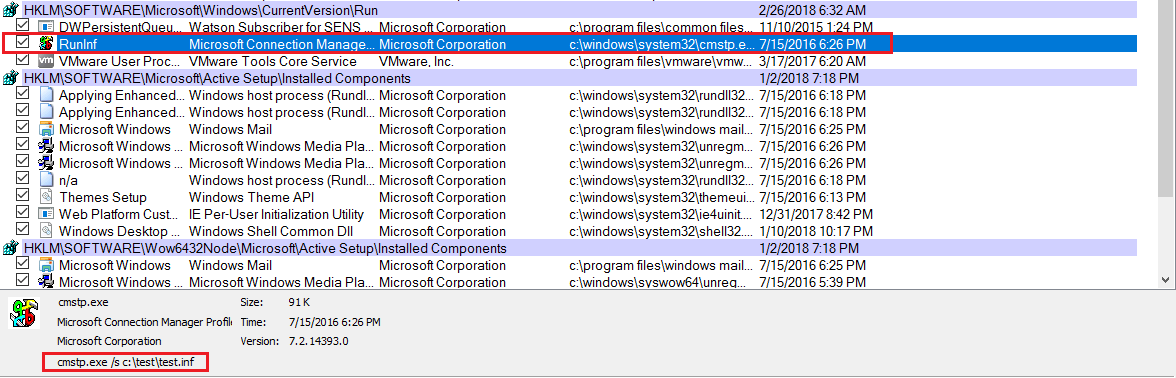 HKLM\SOFTWARE\Microsoft\Windows\CurrentVersion\Run 2/26/2018 6:32 AM
DWPersistentQueu... Watson Subscriber for SENS ... Microsoft Corporation c:\program files\common files... 11/10/2015 1:24 PM
RunInf Microsoft Connection Manage... Microsoft Corporation c:\windows\system32\cmstp.e... 7/15/2016 6:26 PM
vm VMware User Proc... VMware Tools Core Service VMware, Inc. c:\program files\vmware\vmw... 3/17/2017 6:20 AM
HKLM\SOFTWARE\Microsoft\Active Setup\Installed Components 1/2/2018 7:18 PM
Applying Enhanced... Windows host process (Rundl... Microsoft Corporation c:\windows\system32\rundll32... 7/15/2016 6:18 PM
Applying Enhanced... Windows host process (Rundl... Microsoft Corporation c:\windows\system32\rundll32... 7/15/2016 6:18 PM
Microsoft Windows Windows Mail Microsoft Corporation c:\program files\windows mail... 7/15/2016 6:25 PM
Microsoft Windows Windows Media Pla... Microsoft Corporation c:\windows\system32\unregm... 7/15/2016 6:26 PM
Microsoft Windows Windows Media Pla... Microsoft Corporation c:\windows\system32\unregm... 7/15/2016 6:26 PM
n/a Windows host process (Rundl... Microsoft Corporation c:\windows\system32\rundll32... 7/15/2016 6:18 PM
Themes Setup Windows Theme API Microsoft Corporation c:\windows\system32\themeui... 7/15/2016 6:13 PM
Web Platform Cust... IE Per-User Initialization Utility Microsoft Corporation c:\windows\system32\ie4uinit... 12/31/2017 8:42 PM
Windows Desktop ... Windows Shell Common Dll Microsoft Corporation c:\windows\system32\shell32... 1/18/2018 10:17 PM
HKLM\SOFTWARE\Wow6432Node\Microsoft\Active Setup\Installed Components 1/2/2018 7:18 PM
Microsoft Windows Windows Mail Microsoft Corporation c:\program files\windows mail... 7/15/2016 6:25 PM
Microsoft Windows Microsoft Windows Media Pla... Microsoft Corporation c:\windows\syswow64\unreg... 7/15/2016 5:39 PM
cmstp.exe Size: 91 K
Microsoft Connection Manager Profile Time: 7/15/2016 6:26 PM
Microsoft Corporation Version: 7.2.14393.0
cmstp.exe /s c:\test\test.inf